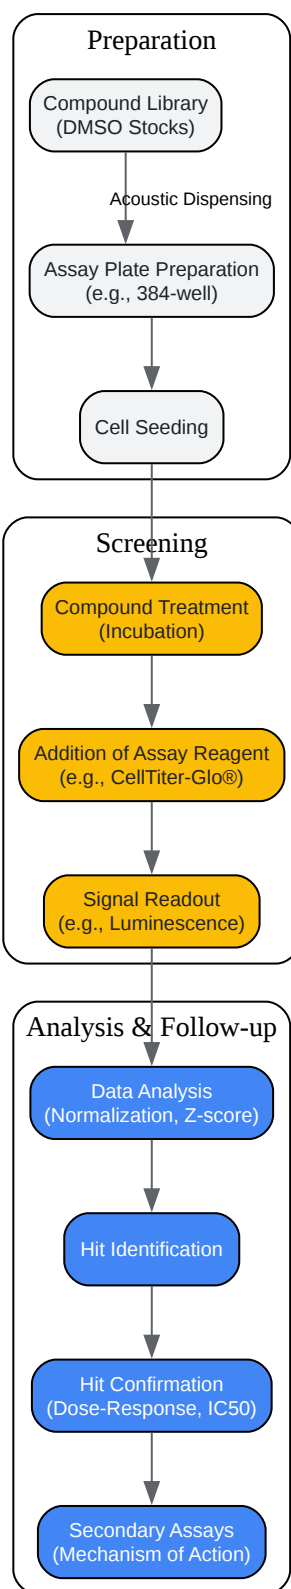 Preparation
Compound Library
(DMSO Stocks)
Acoustic Dispensing
Assay Plate Preparation
(e.g., 384-well)
Cell Seeding
Screening
Compound Treatment
(Incubation)
Addition of Assay Reagent
(e.g., CellTiter-Glo®)
Signal Readout
(e.g., Luminescence)
Analysis & Follow-up
Data Analysis
(Normalization, Z-score)
Hit Identification
Hit Confirmation
(Dose-Response, IC50)
Secondary Assays
(Mechanism of Action)